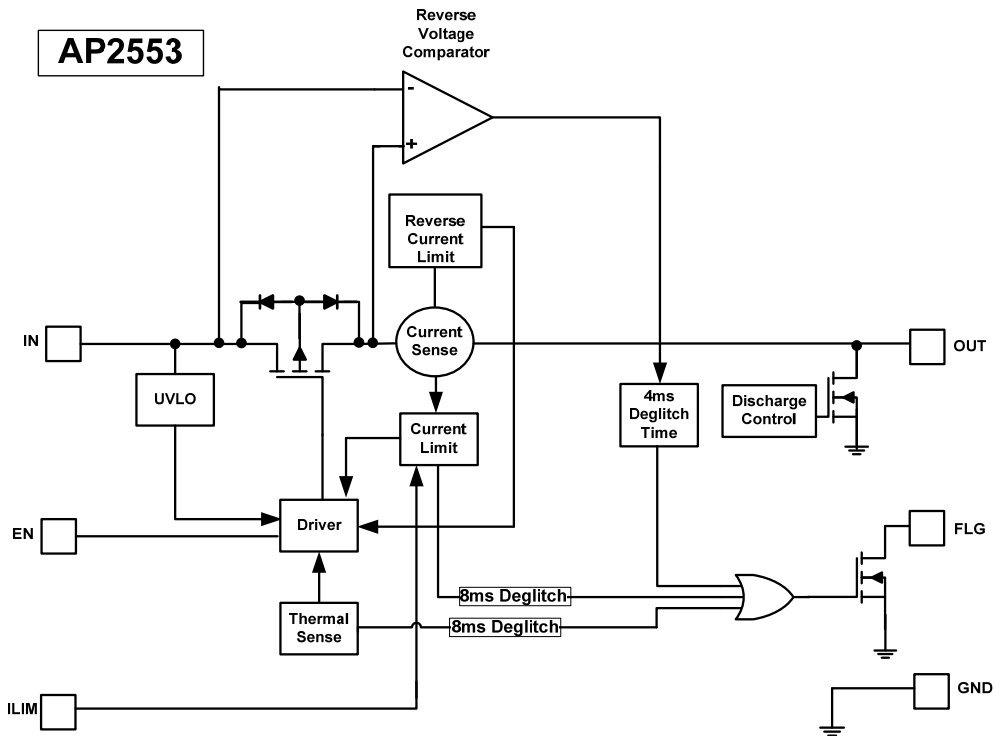 AP2553
Reverse
Voltage
Comparator
-
+
Reverse
Current
Limit
IN
Current
Sense
OUT
UVLO
4ms
Deglitch
Time
Discharge
Control
Current
Limit
EN
Driver
FLG
8ms Deglitch
Thermal
Sense
8ms Deglitch
ILIM
GND